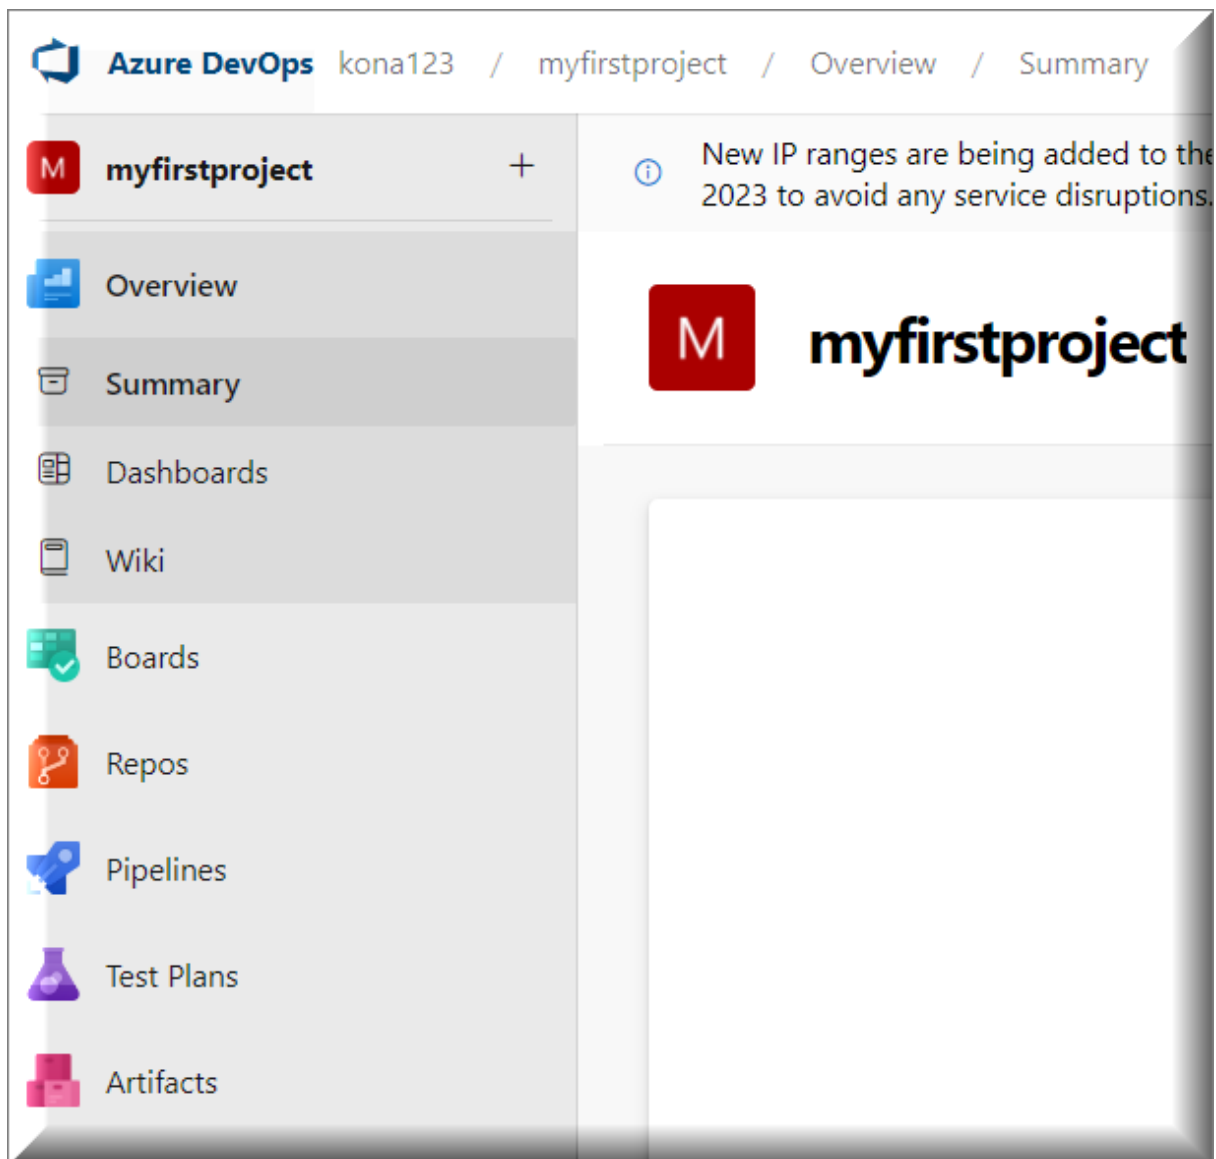 Azure DevOps kona123 / myfirstproject / Overview / Summary
M myfirstproject +
New IP ranges are being added to the
2023 to avoid any service disruptions.
Overview
M myfirstproject
Summary
Dashboards
Wiki
Boards
Repos
Pipelines
Test Plans
Artifacts